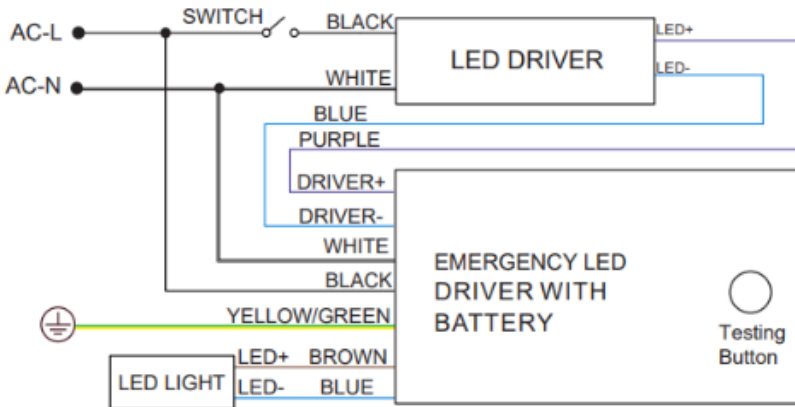 SWITCH
AC-L
BLACK
LED DRIVER
LED+
LED-
AC-N
WHITE
BLUE
PURPLE
DRIVER+
DRIVER-
WHITE
BLACK
YELLOW/GREEN
EMERGENCY LED
DRIVER WITH
BATTERY
Testing
Button
LED LIGHT
LED+ BROWN
LED- BLUE